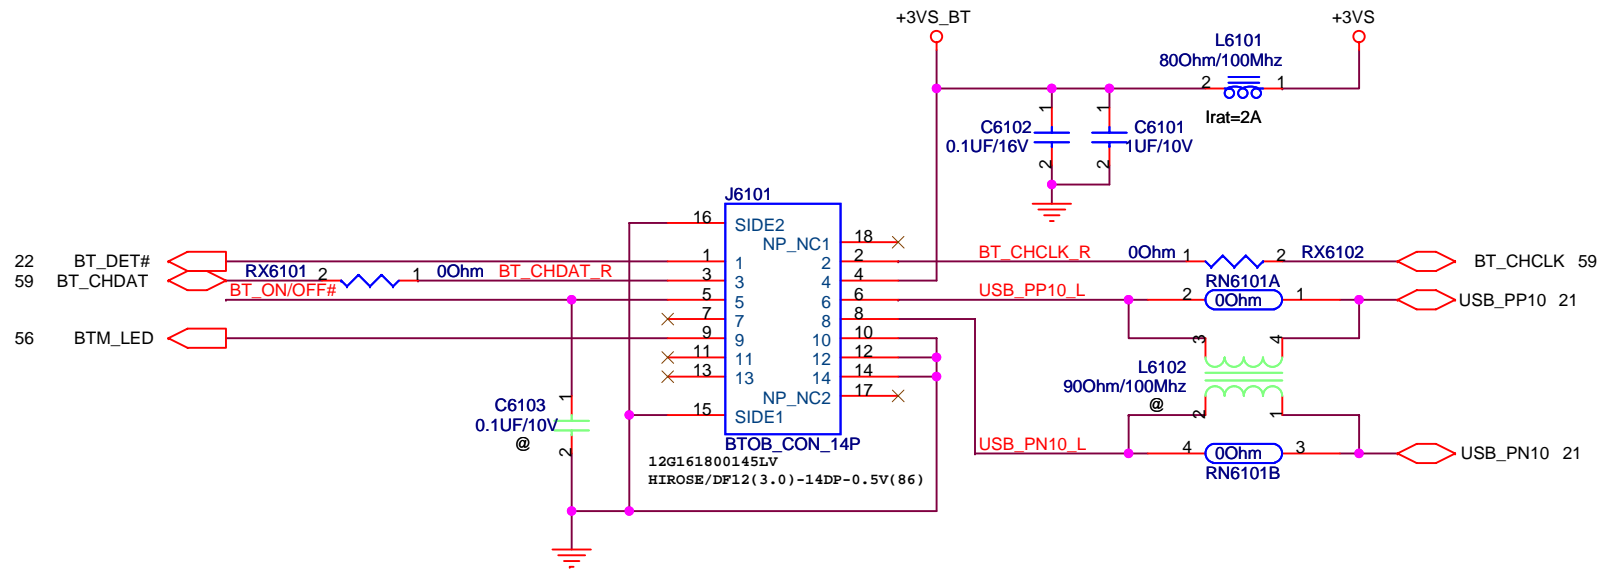 +3VS_BT
+3VS
L6101
80Ohm/100Mhz
2
1
Irat=2A
1
1
C6102
0.1UF/16V
C6101
1UF/10V
2
2
J6101
16
SIDE2
NP_NC1
18
22
BT_DET#
1
1
2
2
BT_CHCLK_R
0Ohm
1
2
RX6102
BT_CHCLK
59
59
BT_CHDAT
RX6101
2
1
0Ohm
BT_CHDAT_R
3
3
4
4
RN6101A
BT_ON/OFF#
5
5
6
6
USB_PP10_L
2
0Ohm
1
USB_PP10
21
7
7
8
8
56
BTM_LED
9
9
10
10
3
4
11
11
12
12
L6102
90Ohm/100Mhz
@
13
13
14
14
NP_NC2
17
2
1
C6103
0.1UF/10V
@
1
2
15
SIDE1
BTOB_CON_14P
12G161800145LV
HIROSE/DF12(3.0)-14DP-0.5V(86)
USB_PN10_L
4
0Ohm
3
USB_PN10
21
RN6101B